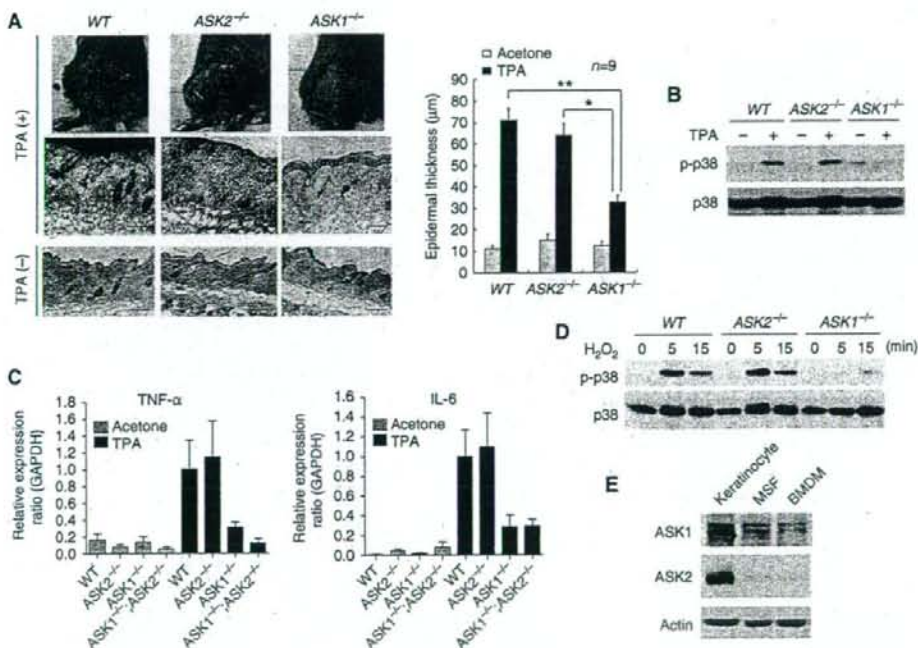 A
WT ASK2−/− ASK1−/−
TPA (+)
TPA (−)
Epidermal thickness (μm)
90
80
70
60
50
40
30
20
10
0
Acetone
TPA
n=9
**
*
WT ASK2−/− ASK1−/−
B
WT ASK2−/− ASK1−/−
TPA − + − + − +
p-p38
p38
C
TNF-α
Relative expression
ratio (GAPDH)
1.8
1.6
1.4
1.2
1.0
0.8
0.6
0.4
0.2
0.0
Acetone
TPA
WT
ASK2−/−
ASK1−/−
ASK1−/−;ASK2−/−
WT
ASK2−/−
ASK1−/−
ASK1−/−;ASK2−/−
IL-6
Relative expression
ratio (GAPDH)
1.6
1.4
1.2
1.0
0.8
0.6
0.4
0.2
0.0
Acetone
TPA
WT
ASK2−/−
ASK1−/−
ASK1−/−;ASK2−/−
WT
ASK2−/−
ASK1−/−
ASK1−/−;ASK2−/−
D
WT ASK2−/− ASK1−/−
H2O2 0 5 15 0 5 15 0 5 15 (min)
p-p38
p38
E
Keratinocyte
MSF
BMDM
ASK1
ASK2
Actin